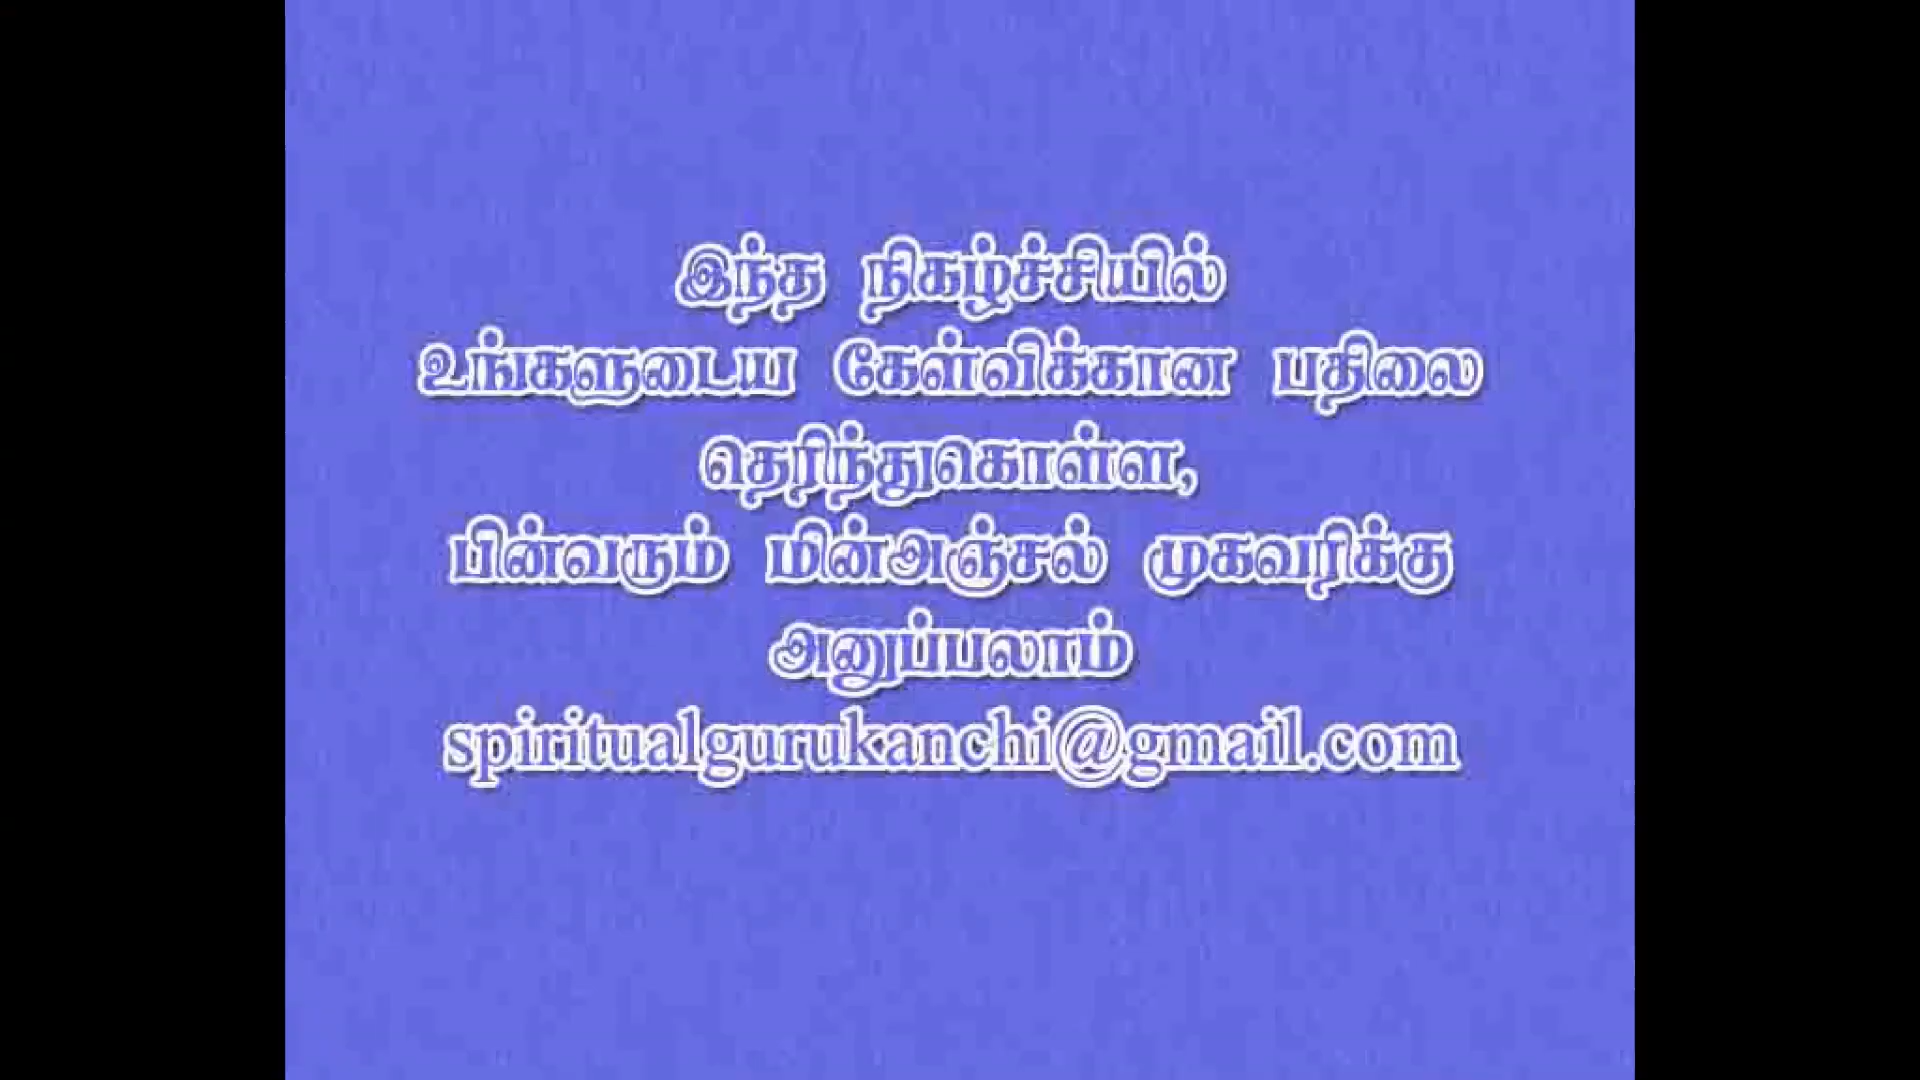 இந்த நிகழ்ச்சியில்
உங்களுடைய கேள்விக்கான பதிலை
தெரிந்துகொள்ள,
பின்வரும் மின்அஞ்சல் முகவரிக்கு
அனுப்பலாம்
spiritualgurukanchi@gmail.com